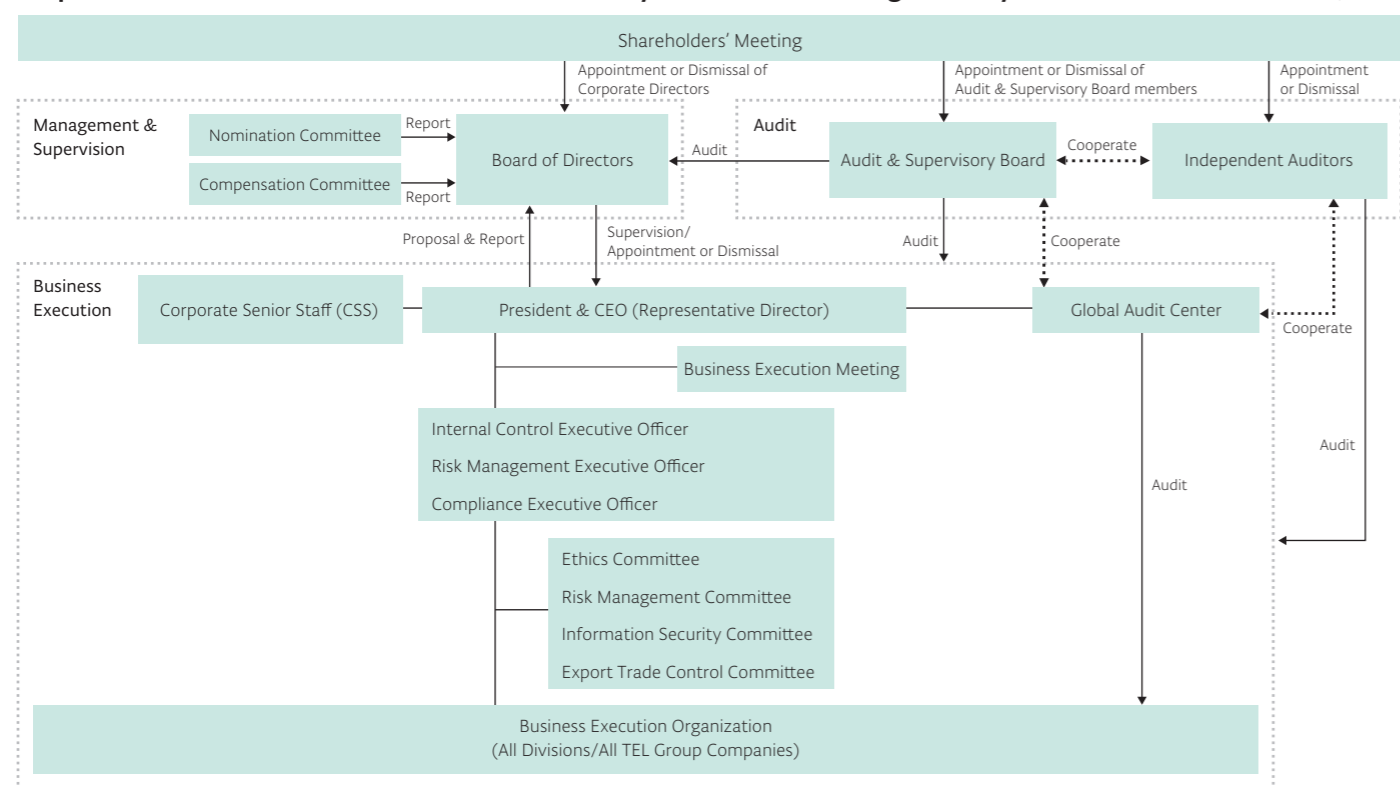 Shareholders’ Meeting
Appointment or Dismissal of
Corporate Directors
Appointment or Dismissal of
Audit & Supervisory Board members
Appointment
or Dismissal
Management &
Supervision
Nomination Committee
Report
Compensation Committee
Report
Board of Directors
Audit
Audit
Audit & Supervisory Board
Cooperate
Independent Auditors
Proposal & Report
Supervision/
Appointment or Dismissal
Audit
Cooperate
Cooperate
Business
Execution
Corporate Senior Staff (CSS)
President & CEO (Representative Director)
Global Audit Center
Business Execution Meeting
Internal Control Executive Officer
Risk Management Executive Officer
Compliance Executive Officer
Audit
Audit
Ethics Committee
Risk Management Committee
Information Security Committee
Export Trade Control Committee
Business Execution Organization
(All Divisions/All TEL Group Companies)